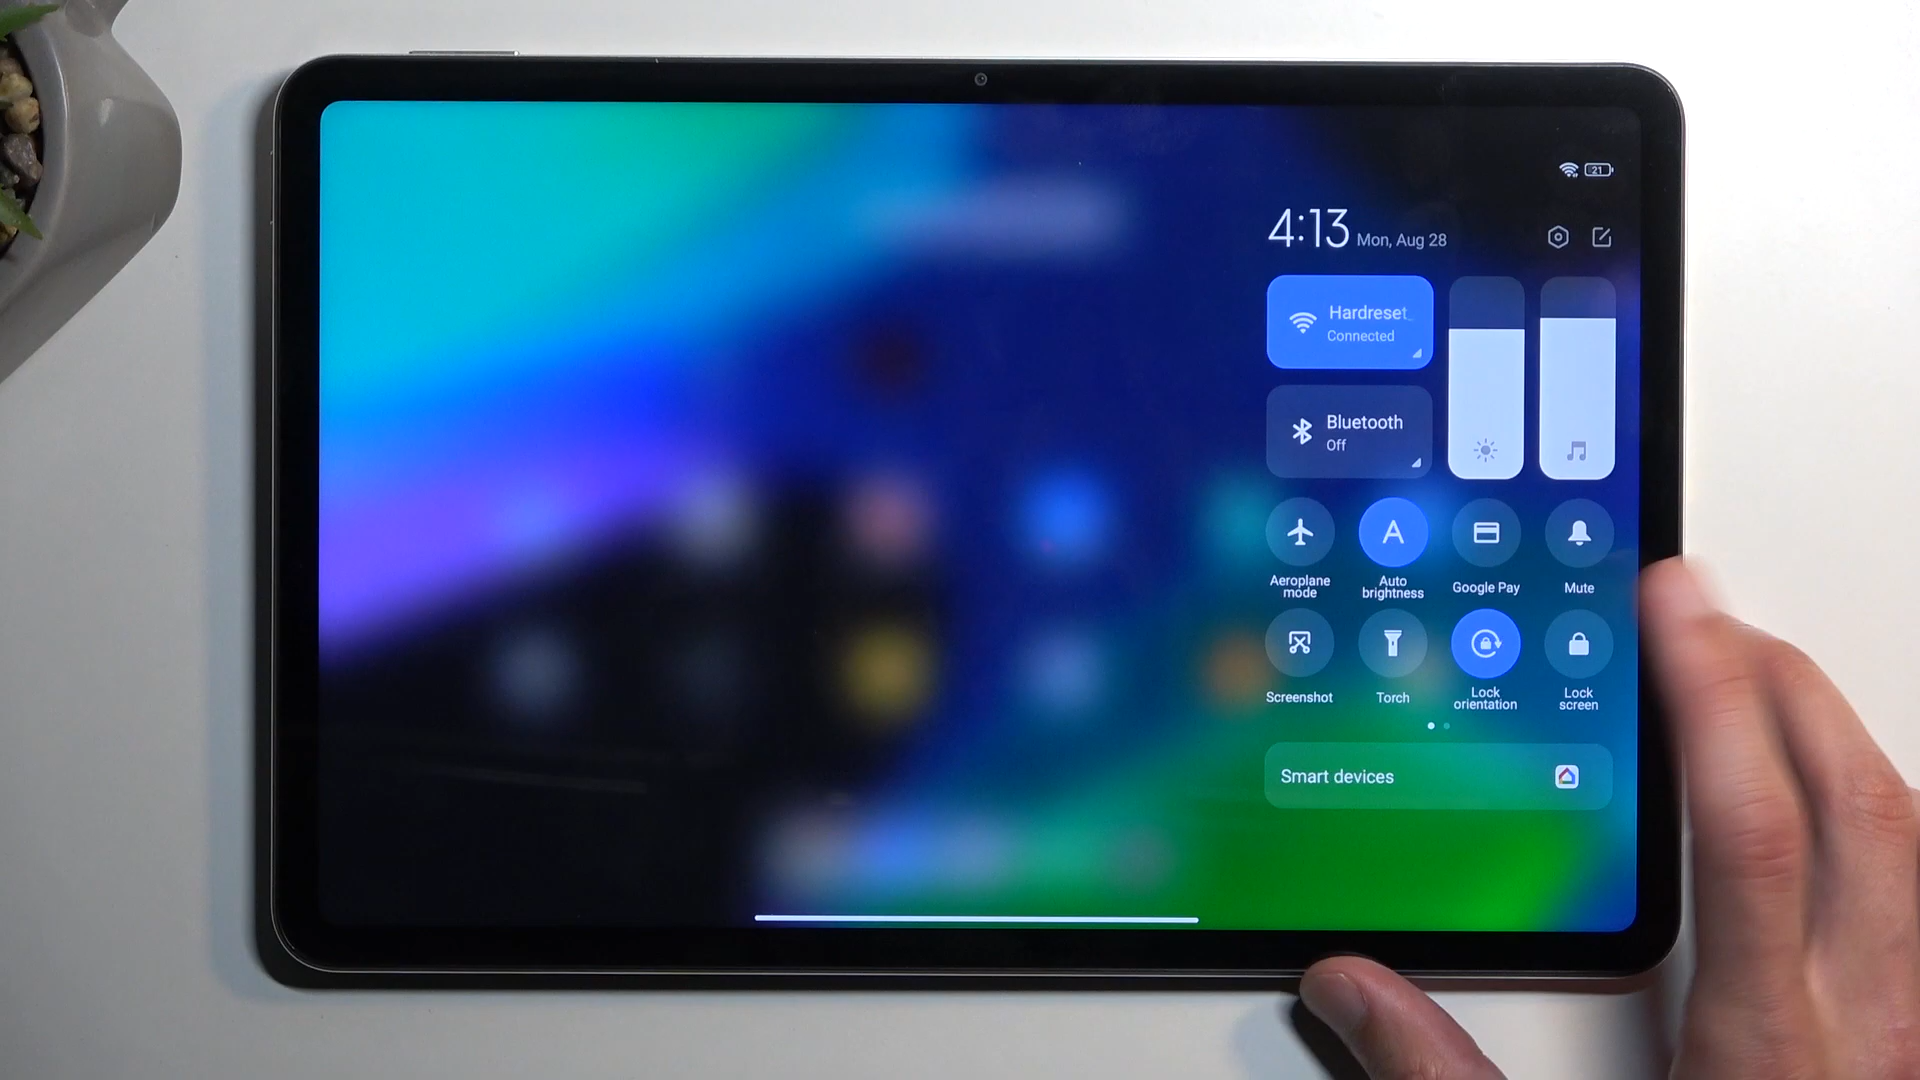 21
4:13 Mon, Aug 28
Hardreset_
Connected
Bluetooth
Off
A
Aeroplane
mode
Auto
brightness
Google Pay
Mute
Screenshot
Torch
Lock
orientation
Lock
screen
Smart devices